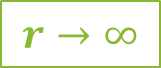 r → ∞